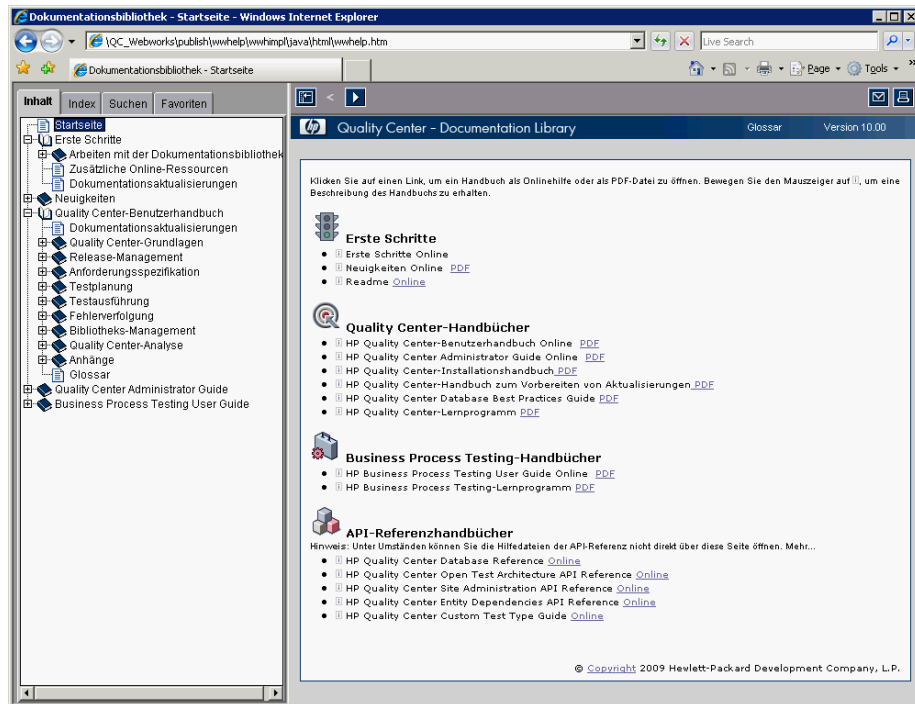 Dokumentationsbibliothek - Startseite - Windows Internet Explorer
\QC_Webworks\publish\wwhelp\wwhimpl\java\html\wwhelp.htm
Live Search
Dokumentationsbibliothek - Startseite
Page
Tools
Inhalt
Index
Suchen
Favoriten
Startseite
Erste Schritte
Arbeiten mit der Dokumentationsbibliothek
Zusätzliche Online-Ressourcen
Dokumentationsaktualisierungen
Neuigkeiten
Quality Center-Benutzerhandbuch
Dokumentationsaktualisierungen
Quality Center-Grundlagen
Release-Management
Anforderungsspezifikation
Testplanung
Testausführung
Fehlerverfolgung
Bibliotheks-Management
Quality Center-Analyse
Anhänge
Glossar
Quality Center Administrator Guide
Business Process Testing User Guide
hp Quality Center - Documentation Library Glossar Version 10.00
Klicken Sie auf einen Link, um ein Handbuch als Onlinehilfe oder als PDF-Datei zu öffnen. Bewegen Sie den Mauszeiger auf i, um eine
Beschreibung des Handbuchs zu erhalten.
Erste Schritte
Erste Schritte Online
Neuigkeiten Online PDF
Readme Online
Quality Center-Handbücher
HP Quality Center-Benutzerhandbuch Online PDF
HP Quality Center Administrator Guide Online PDF
HP Quality Center-Installationshandbuch PDF
HP Quality Center-Handbuch zum Vorbereiten von Aktualisierungen PDF
HP Quality Center Database Best Practices Guide PDF
HP Quality Center-Lernprogramm PDF
Business Process Testing-Handbücher
HP Business Process Testing User Guide Online PDF
HP Business Process Testing-Lernprogramm PDF
API-Referenzhandbücher
Hinweis: Unter Umständen können Sie die Hilfedateien der API-Referenz nicht direkt über diese Seite öffnen. Mehr...
HP Quality Center Database Reference Online
HP Quality Center Open Test Architecture API Reference Online
HP Quality Center Site Administration API Reference Online
HP Quality Center Entity Dependencies API Reference Online
HP Quality Center Custom Test Type Guide Online
© Copyright 2009 Hewlett-Packard Development Company, L.P.